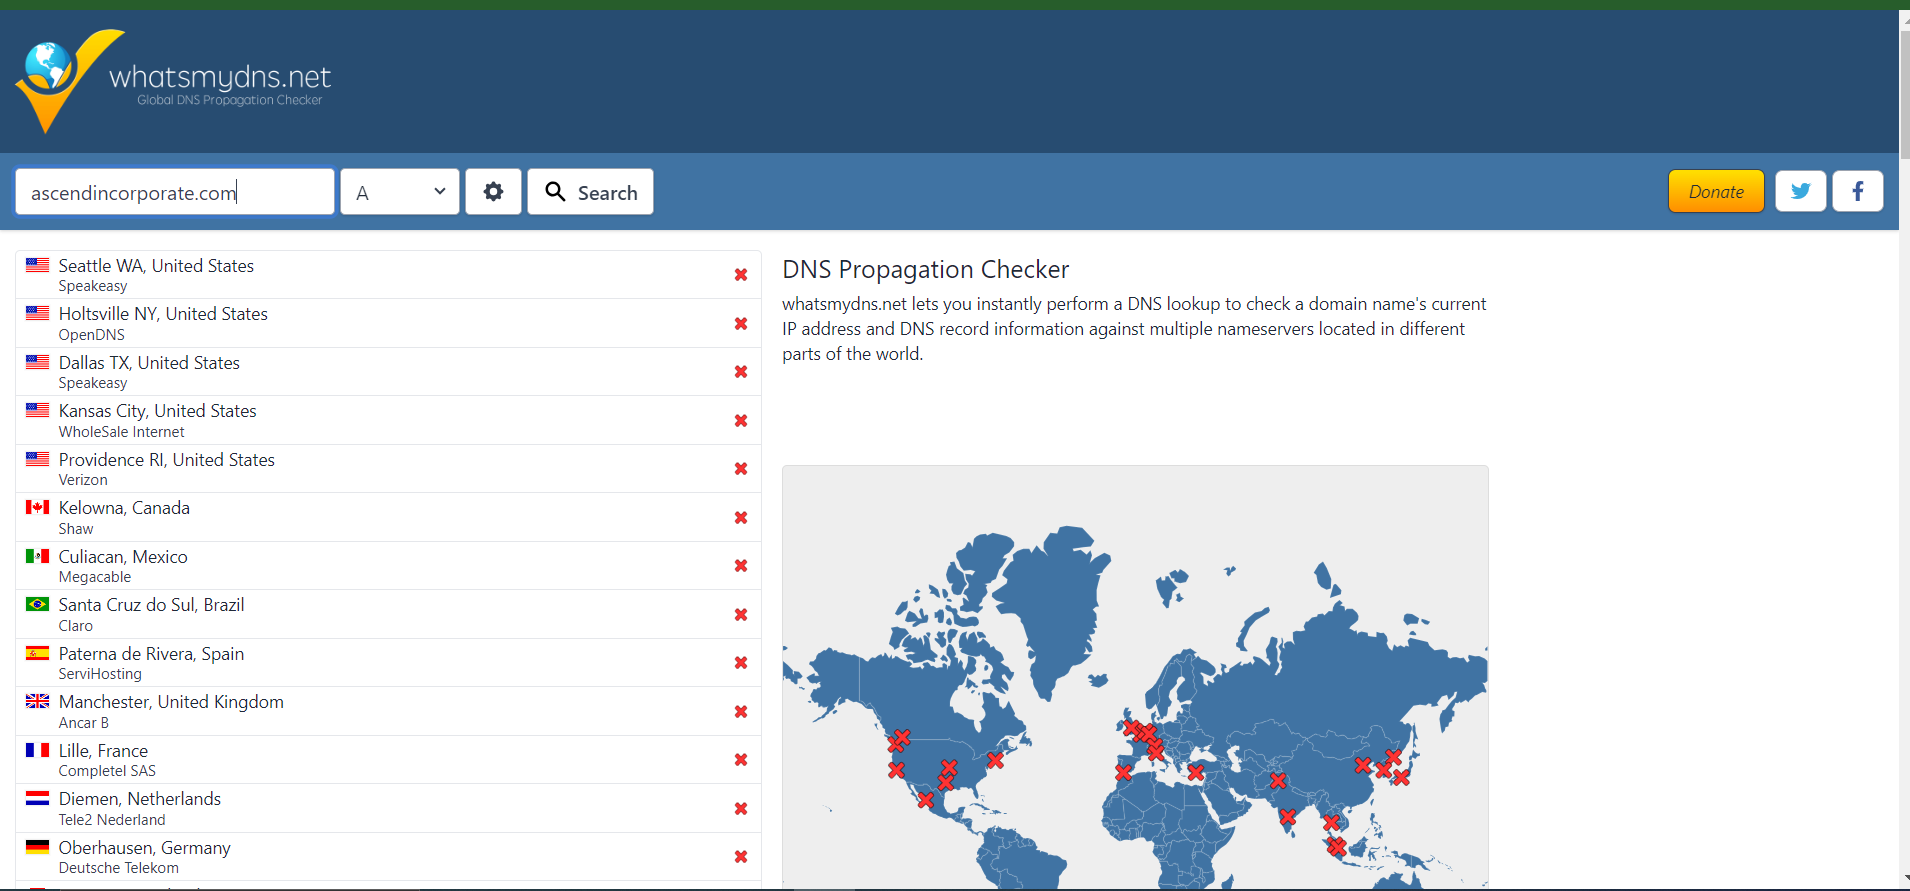 whatsmydns.net
Global DNS Propagation Checker
ascendincorporate.com
A
Search
Donate
Seattle WA, United States
Speakeasy
Holtsville NY, United States
OpenDNS
Dallas TX, United States
Speakeasy
Kansas City, United States
WholeSale Internet
Providence RI, United States
Verizon
Kelowna, Canada
Shaw
Culiacan, Mexico
Megacable
Santa Cruz do Sul, Brazil
Claro
Paterna de Rivera, Spain
ServiHosting
Manchester, United Kingdom
Ancar B
Lille, France
Completel SAS
Diemen, Netherlands
Tele2 Nederland
Oberhausen, Germany
Deutsche Telekom
DNS Propagation Checker
whatsmydns.net lets you instantly perform a DNS lookup to check a domain name's current
IP address and DNS record information against multiple nameservers located in different
parts of the world.